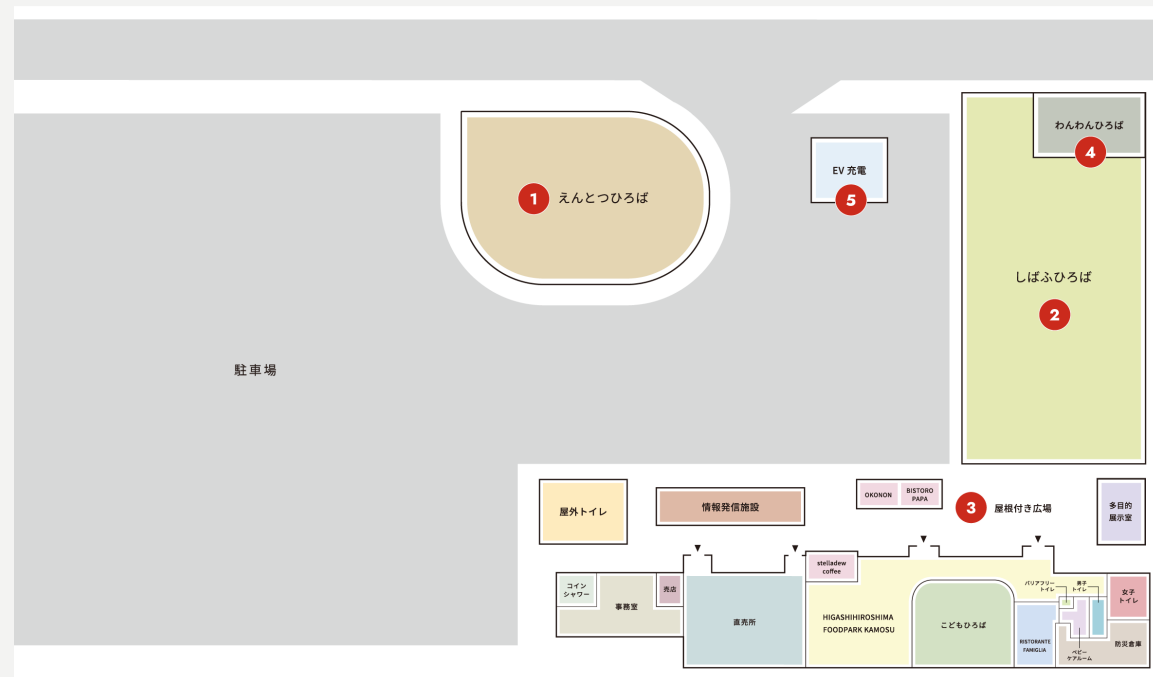 わんわんひろば
4
EV 充電
5
1 えんとつひろば
しばふひろば
2
駐車場
屋外トイレ
情報発信施設
OKONON
BISTORO
PAPA
3 屋根付き広場
多目的
展示室
stelladew
coffee
コイン
シャワー
事務室
売店
直売所
HIGASHIHIROSHIMA
FOODPARK KAMOSU
こどもひろば
RISTORANTE
FAMIGLIA
バリアフリー
トイレ
男子
トイレ
女子
トイレ
ベビー
ケアルーム
防災倉庫